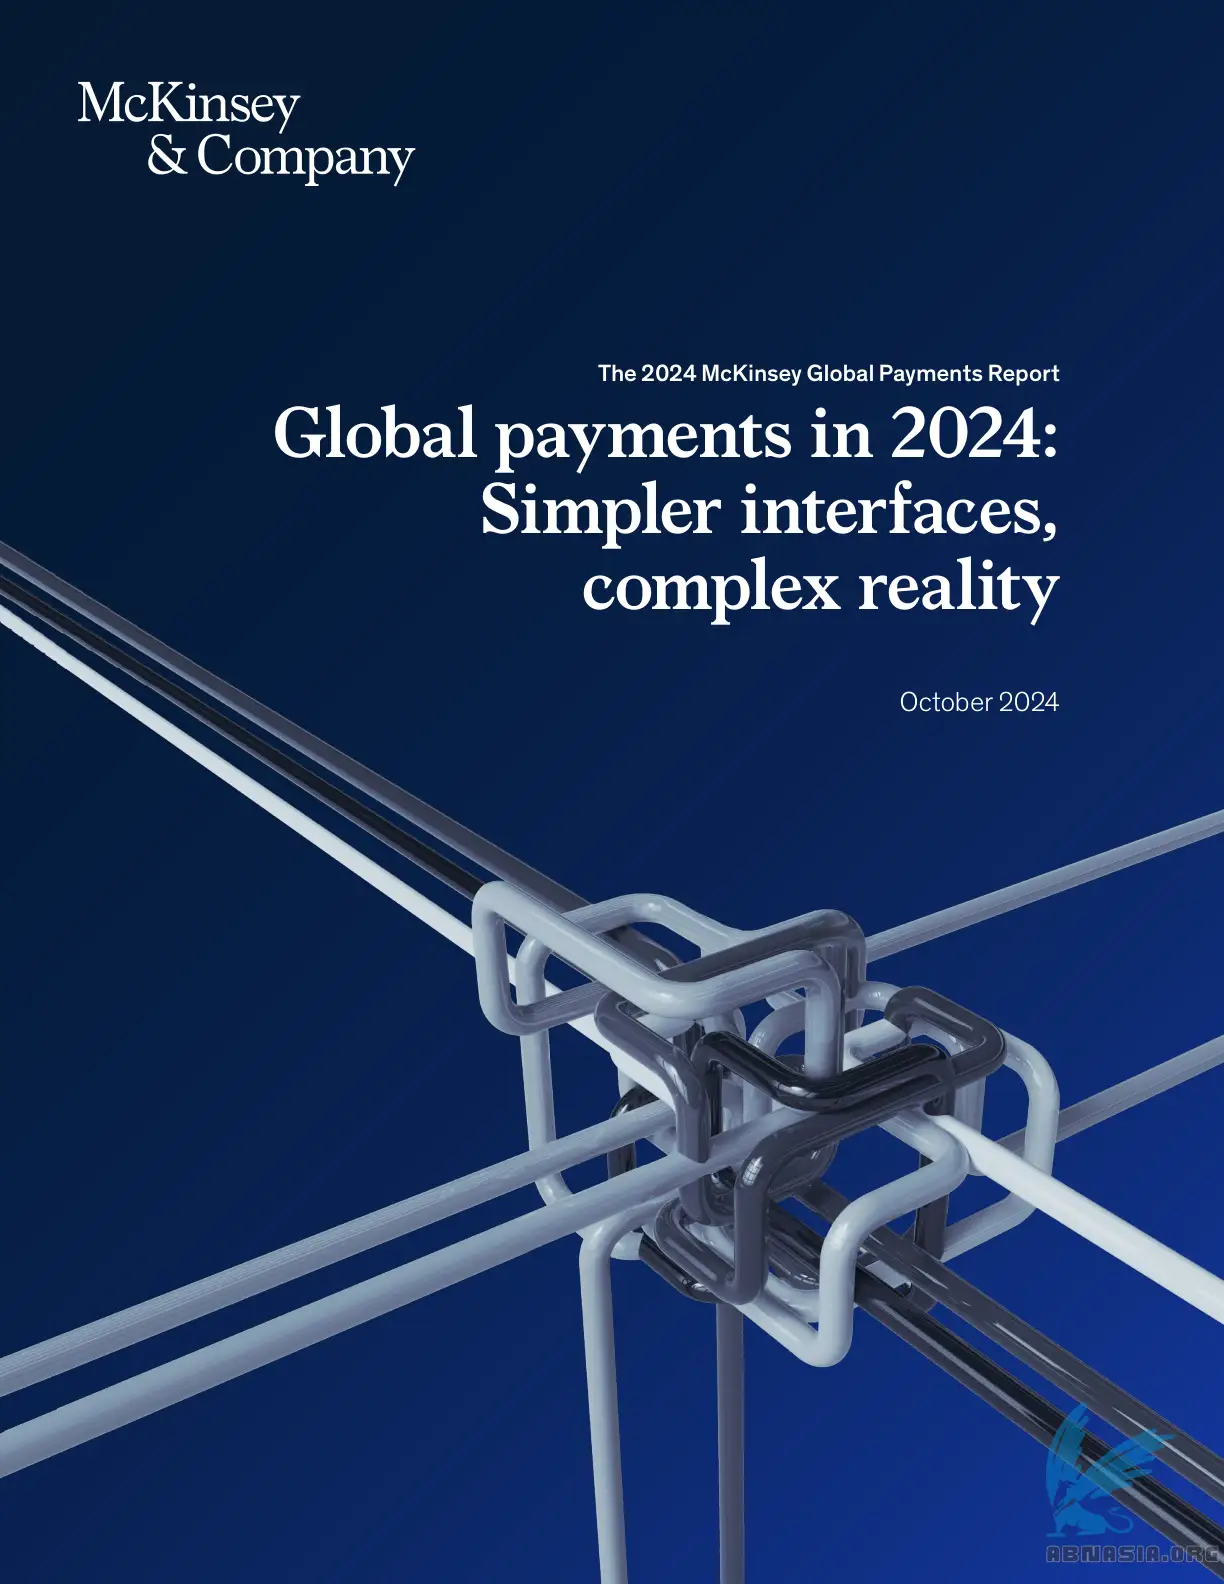 McKinsey
& Company
The 2024 McKinsey Global Payments Report
Global payments in 2024:
Simpler interfaces,
complex reality
October 2024
ABNASIA.ORG